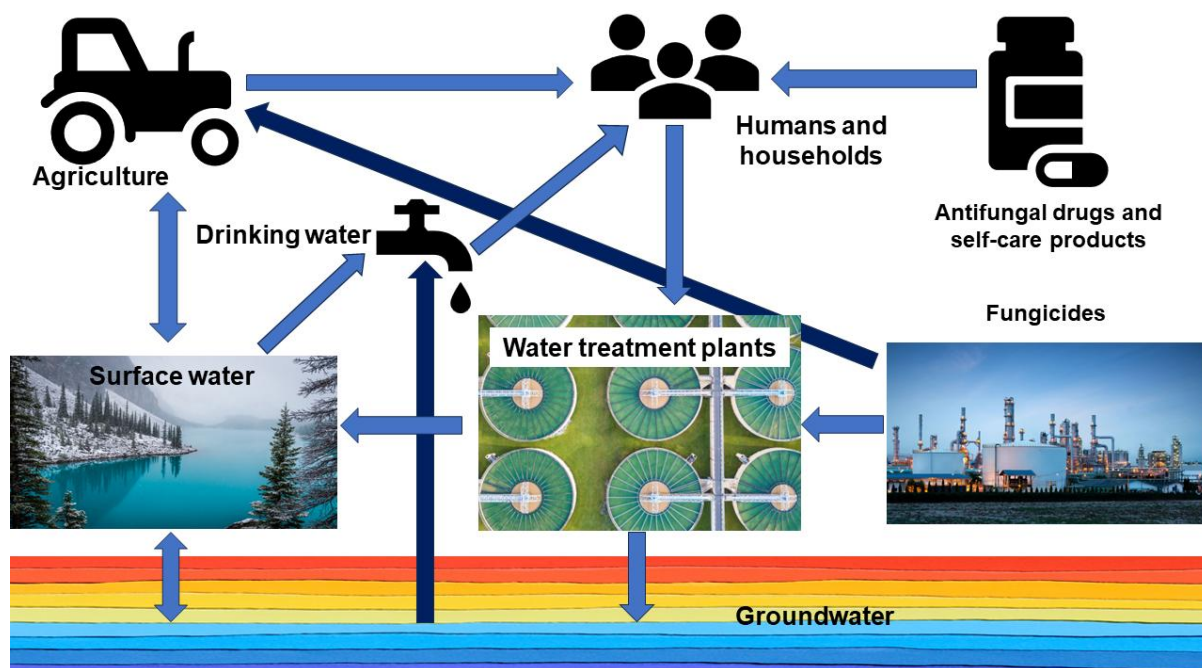 Humans and
households
Agriculture
Antifungal drugs and
self-care products
Drinking water
Fungicides
Water treatment plants
Surface water
Groundwater